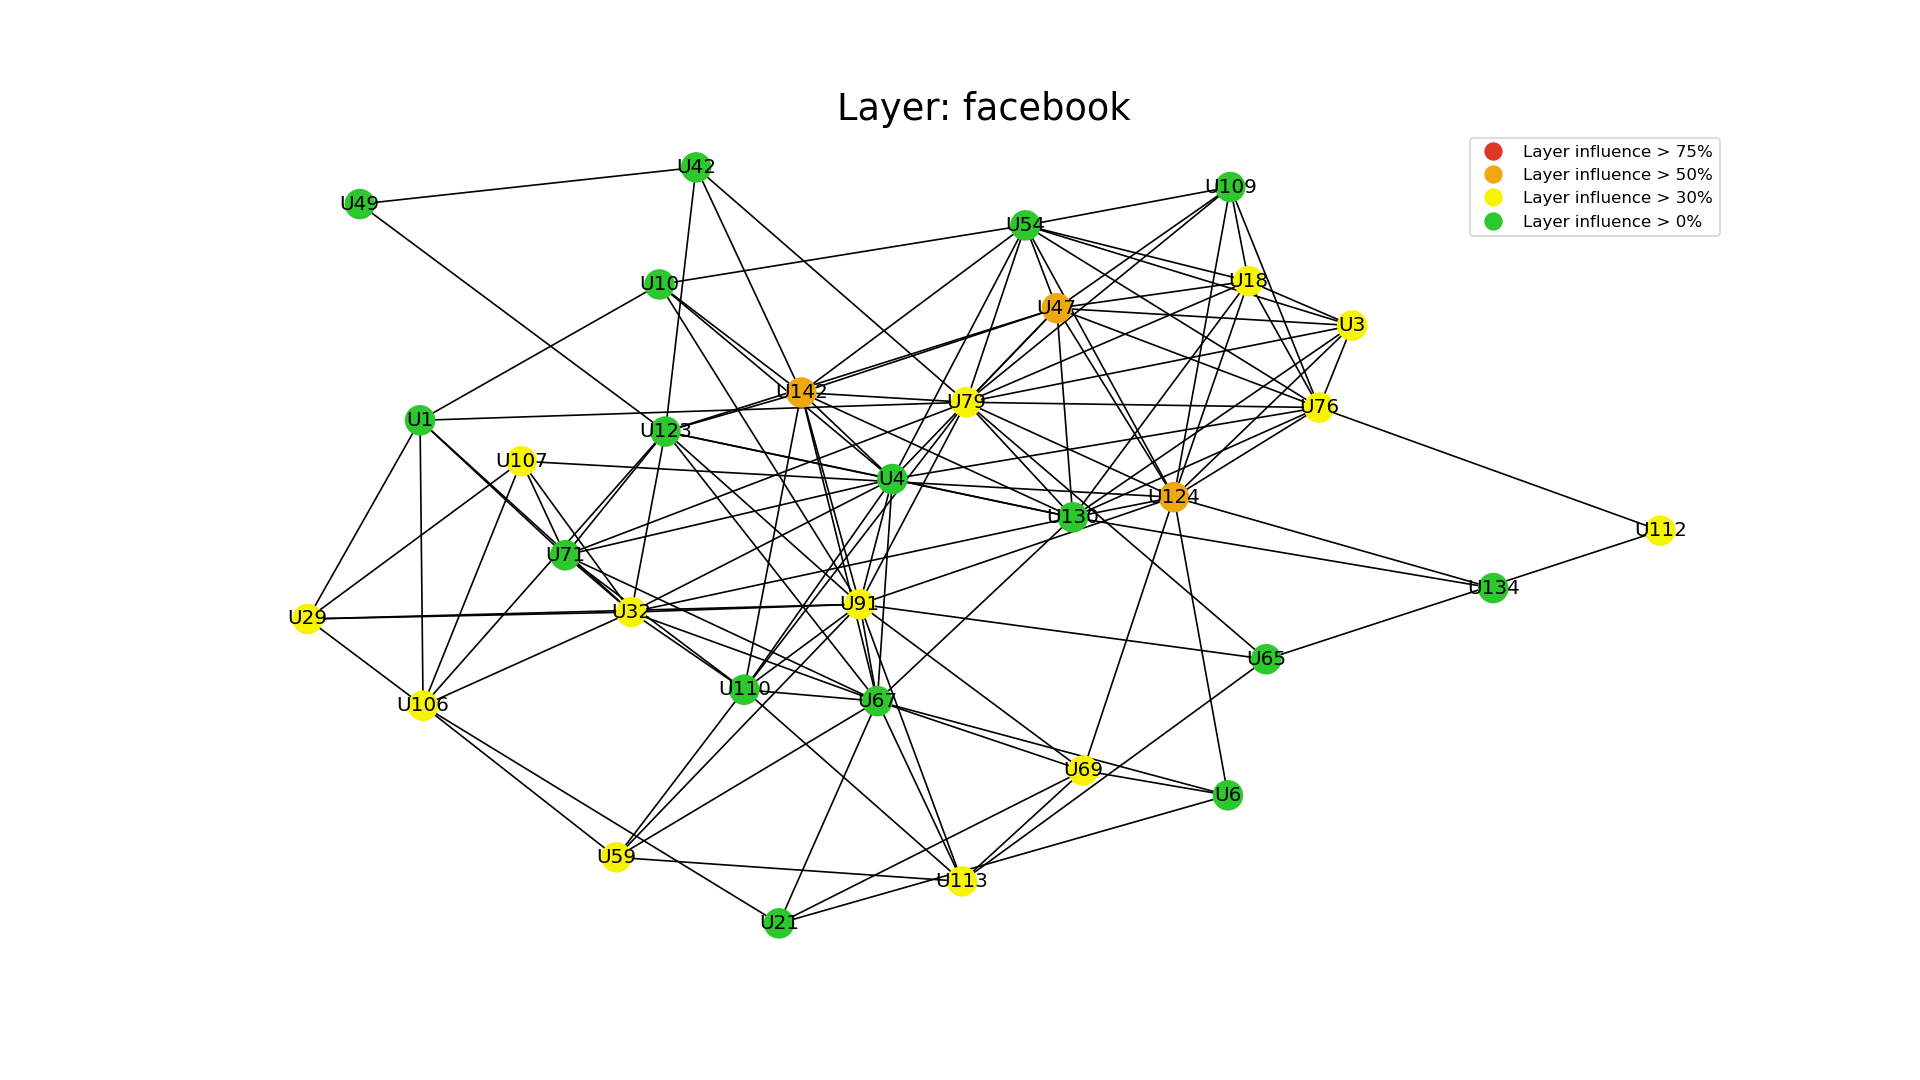 Layer: facebook
Layer influence > 75%
Layer influence > 50%
Layer influence > 30%
Layer influence > 0%
U42
U109
U49
U54
U18
U10
U47
U3
U142
U79
U76
U1
U123
U107
U4
U124
U130
U112
U71
U134
U91
U32
U29
U65
U110
U67
U106
U69
U6
U59
U113
U21